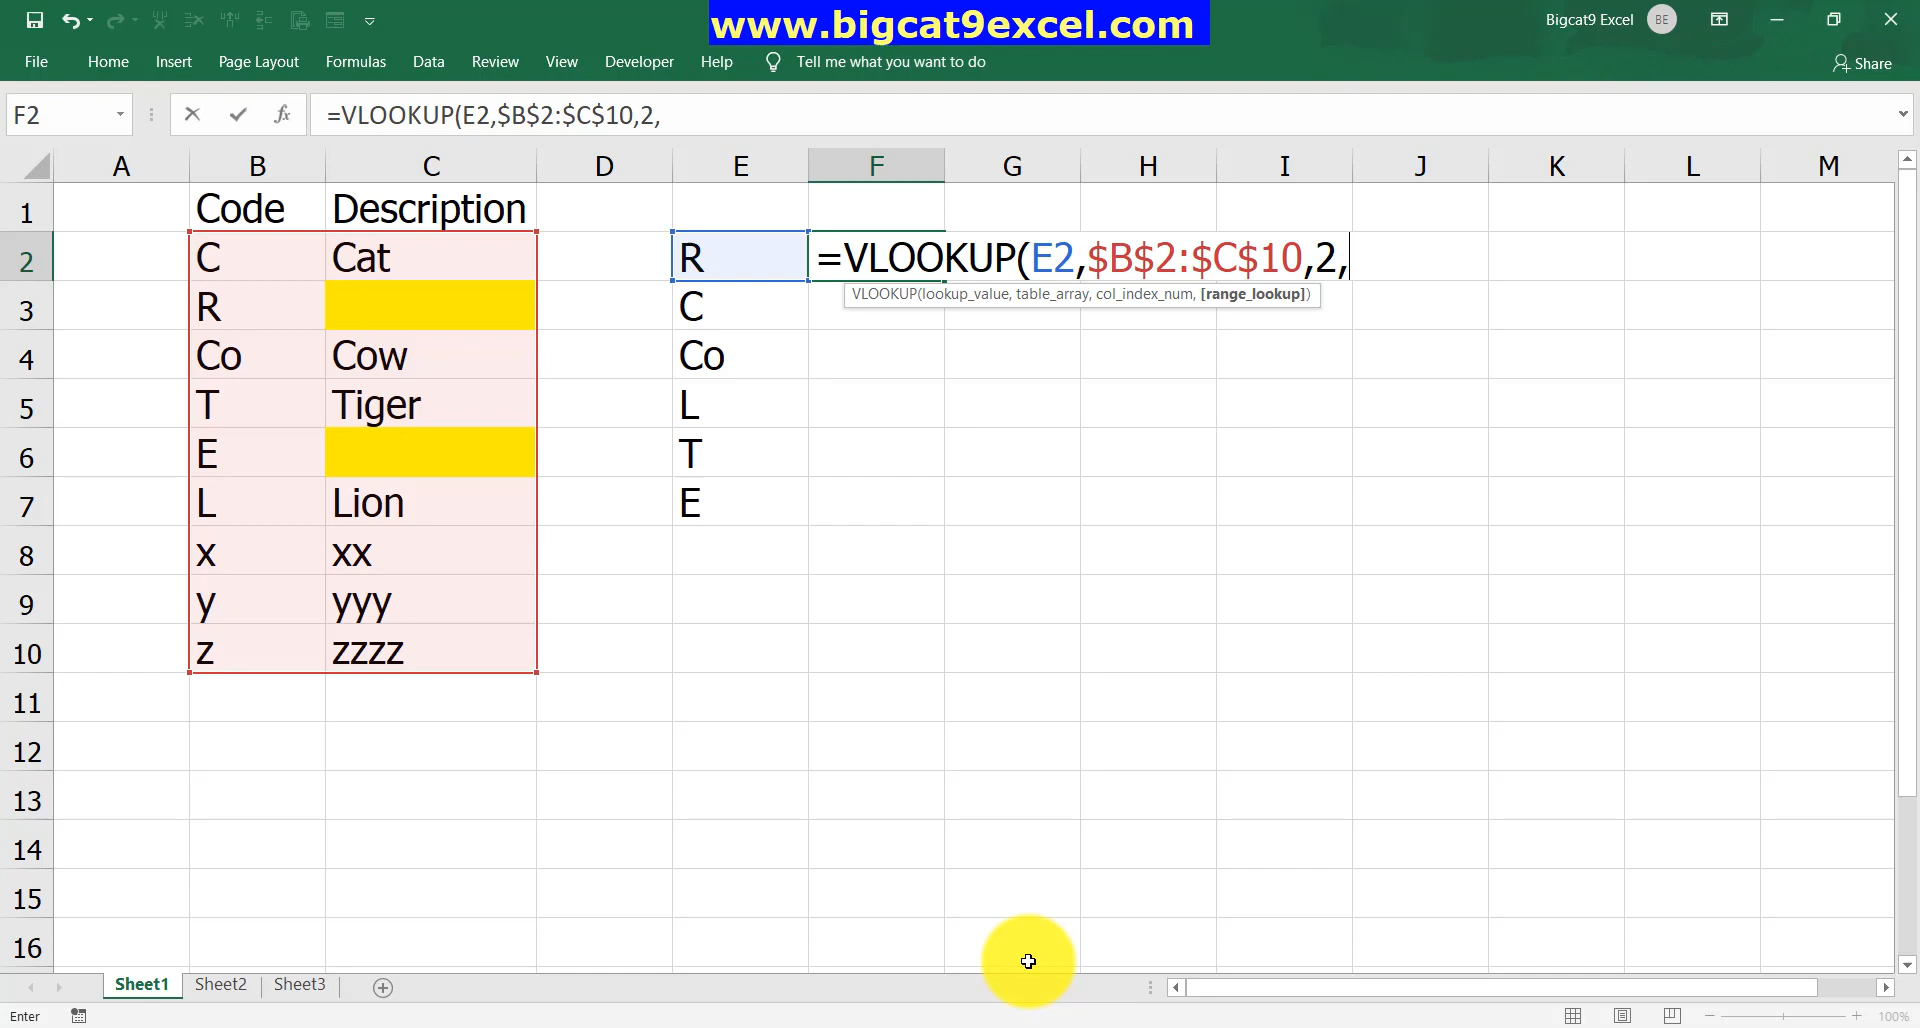 www.bigcat9excel.com
Bigcat9 Excel BE
File Home Insert Page Layout Formulas Data Review View Developer Help Tell me what you want to do Share
F2 fx =VLOOKUP(E2,$B$2:$C$10,2,
A B C D E F G H I J K L M
1 Code Description
2 C Cat R =VLOOKUP(E2,$B$2:$C$10,2,
VLOOKUP(lookup_value, table_array, col_index_num, [range_lookup])
3 R C
4 Co Cow Co
5 T Tiger L
6 E T
7 L Lion E
8 x xx
9 y yyy
10 z zzzz
11
12
13
14
15
16
Sheet1 Sheet2 Sheet3
Enter 100%